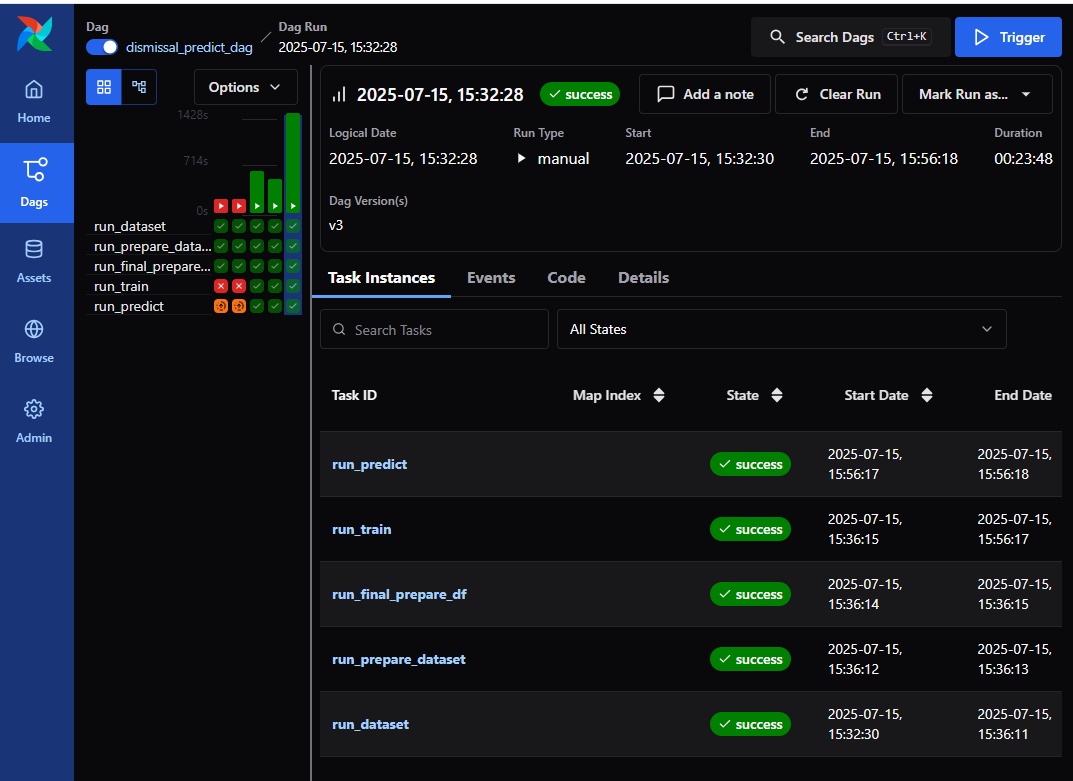 Dag
dismissal_predict_dag
Dag Run
2025-07-15, 15:32:28
Search Dags Ctrl+K
Trigger
Home
Dags
Assets
Browse
Admin
Options
1428s
714s
0s
run_dataset
run_prepare_data...
run_final_prepare...
run_train
run_predict
2025-07-15, 15:32:28 success
Add a note
Clear Run
Mark Run as...
Logical Date Run Type Start End Duration
2025-07-15, 15:32:28 manual 2025-07-15, 15:32:30 2025-07-15, 15:56:18 00:23:48
Dag Version(s)
v3
Task Instances Events Code Details
Search Tasks
All States
Task ID Map Index State Start Date End Date
run_predict success 2025-07-15, 15:56:17 2025-07-15, 15:56:18
run_train success 2025-07-15, 15:36:15 2025-07-15, 15:56:17
run_final_prepare_df success 2025-07-15, 15:36:14 2025-07-15, 15:36:15
run_prepare_dataset success 2025-07-15, 15:36:12 2025-07-15, 15:36:13
run_dataset success 2025-07-15, 15:32:30 2025-07-15, 15:36:11